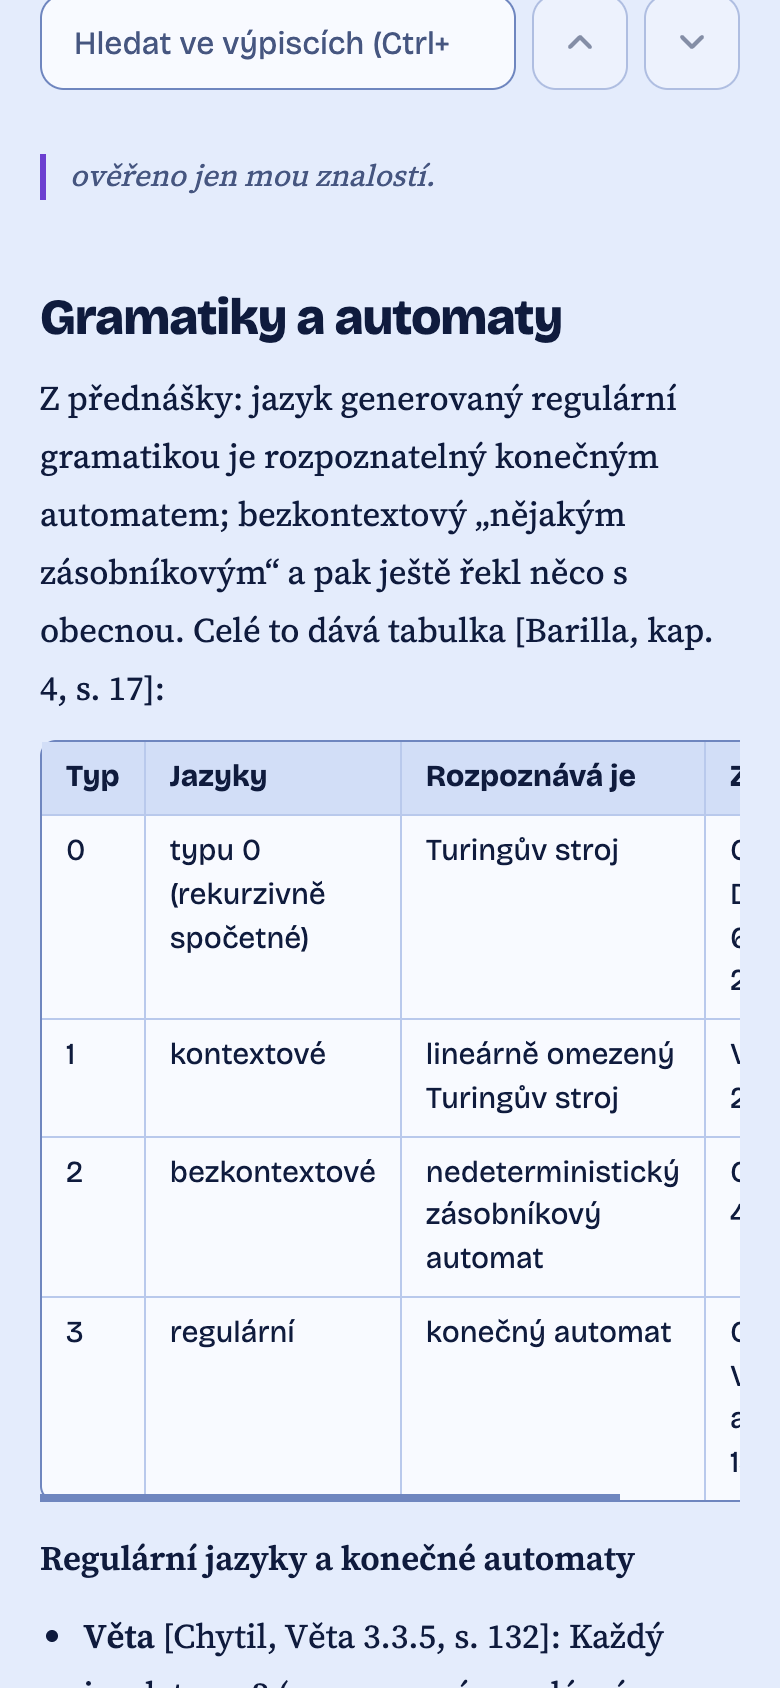 Hledat ve výpiscích (Ctrl+
ověřeno jen mou znalostí.
Gramatiky a automaty
Z přednášky: jazyk generovaný regulární
gramatikou je rozpoznatelný konečným
automatem; bezkontextový „nějakým
zásobníkovým“ a pak ještě řekl něco s
obecnou. Celé to dává tabulka [Barilla, kap.
4, s. 17]:
Typ Jazyky Rozpoznává je
0 typu 0 Turingův stroj
(rekurzivně
spočetné)
1 kontextové lineárně omezený
Turingův stroj
2 bezkontextové nedeterministický
zásobníkový
automat
3 regulární konečný automat
Regulární jazyky a konečné automaty
• Věta [Chytil, Věta 3.3.5, s. 132]: Každý